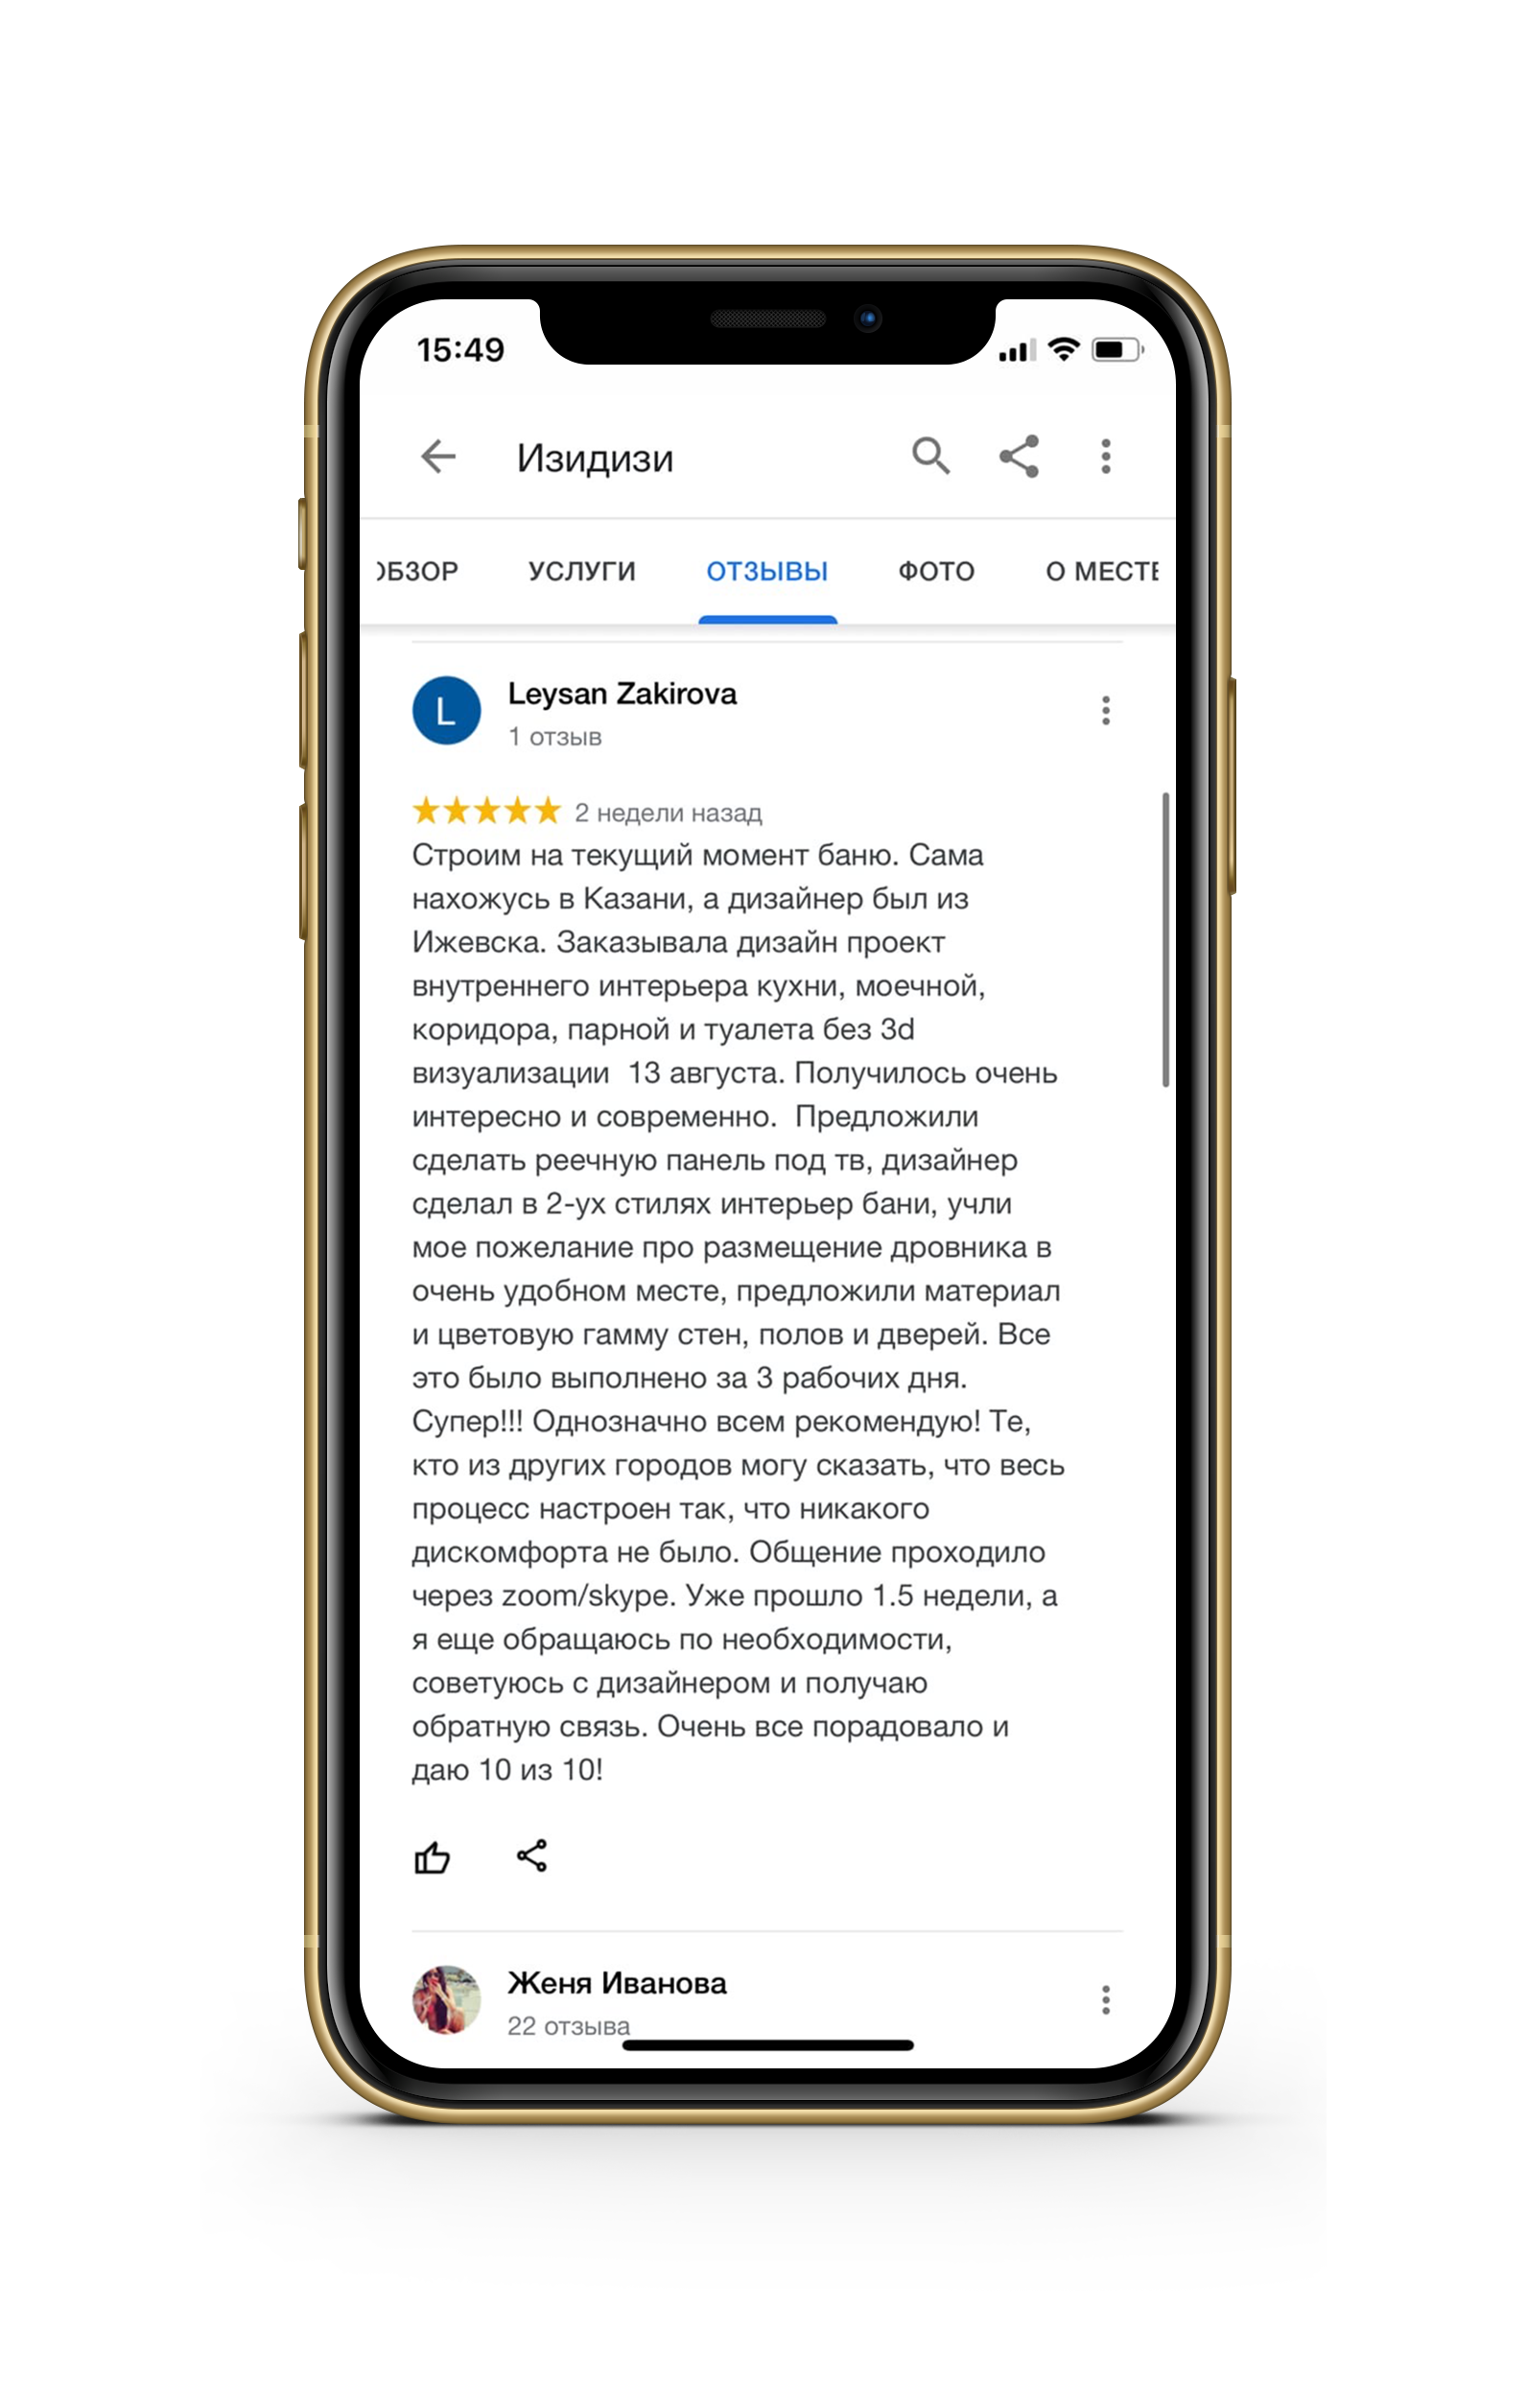 15:49
Изидизи
ОБЗОР УСЛУГИ ОТЗЫВЫ ФОТО О МЕСТЕ
L
Leysan Zakirova
1 отзыв
2 недели назад
Строим на текущий момент баню. Сама
нахожусь в Казани, а дизайнер был из
Ижевска. Заказывала дизайн проект
внутреннего интерьера кухни, моечной,
коридора, парной и туалета без 3d
визуализации  13 августа. Получилось очень
интересно и современно.  Предложили
сделать реечную панель под тв, дизайнер
сделал в 2-ух стилях интерьер бани, учли
мое пожелание про размещение дровника в
очень удобном месте, предложили материал
и цветовую гамму стен, полов и дверей. Все
это было выполнено за 3 рабочих дня.
Супер!!! Однозначно всем рекомендую! Те,
кто из других городов могу сказать, что весь
процесс настроен так, что никакого
дискомфорта не было. Общение проходило
через zoom/skype. Уже прошло 1.5 недели, а
я еще обращаюсь по необходимости,
советуюсь с дизайнером и получаю
обратную связь. Очень все порадовало и
даю 10 из 10!
Женя Иванова
22 отзыва